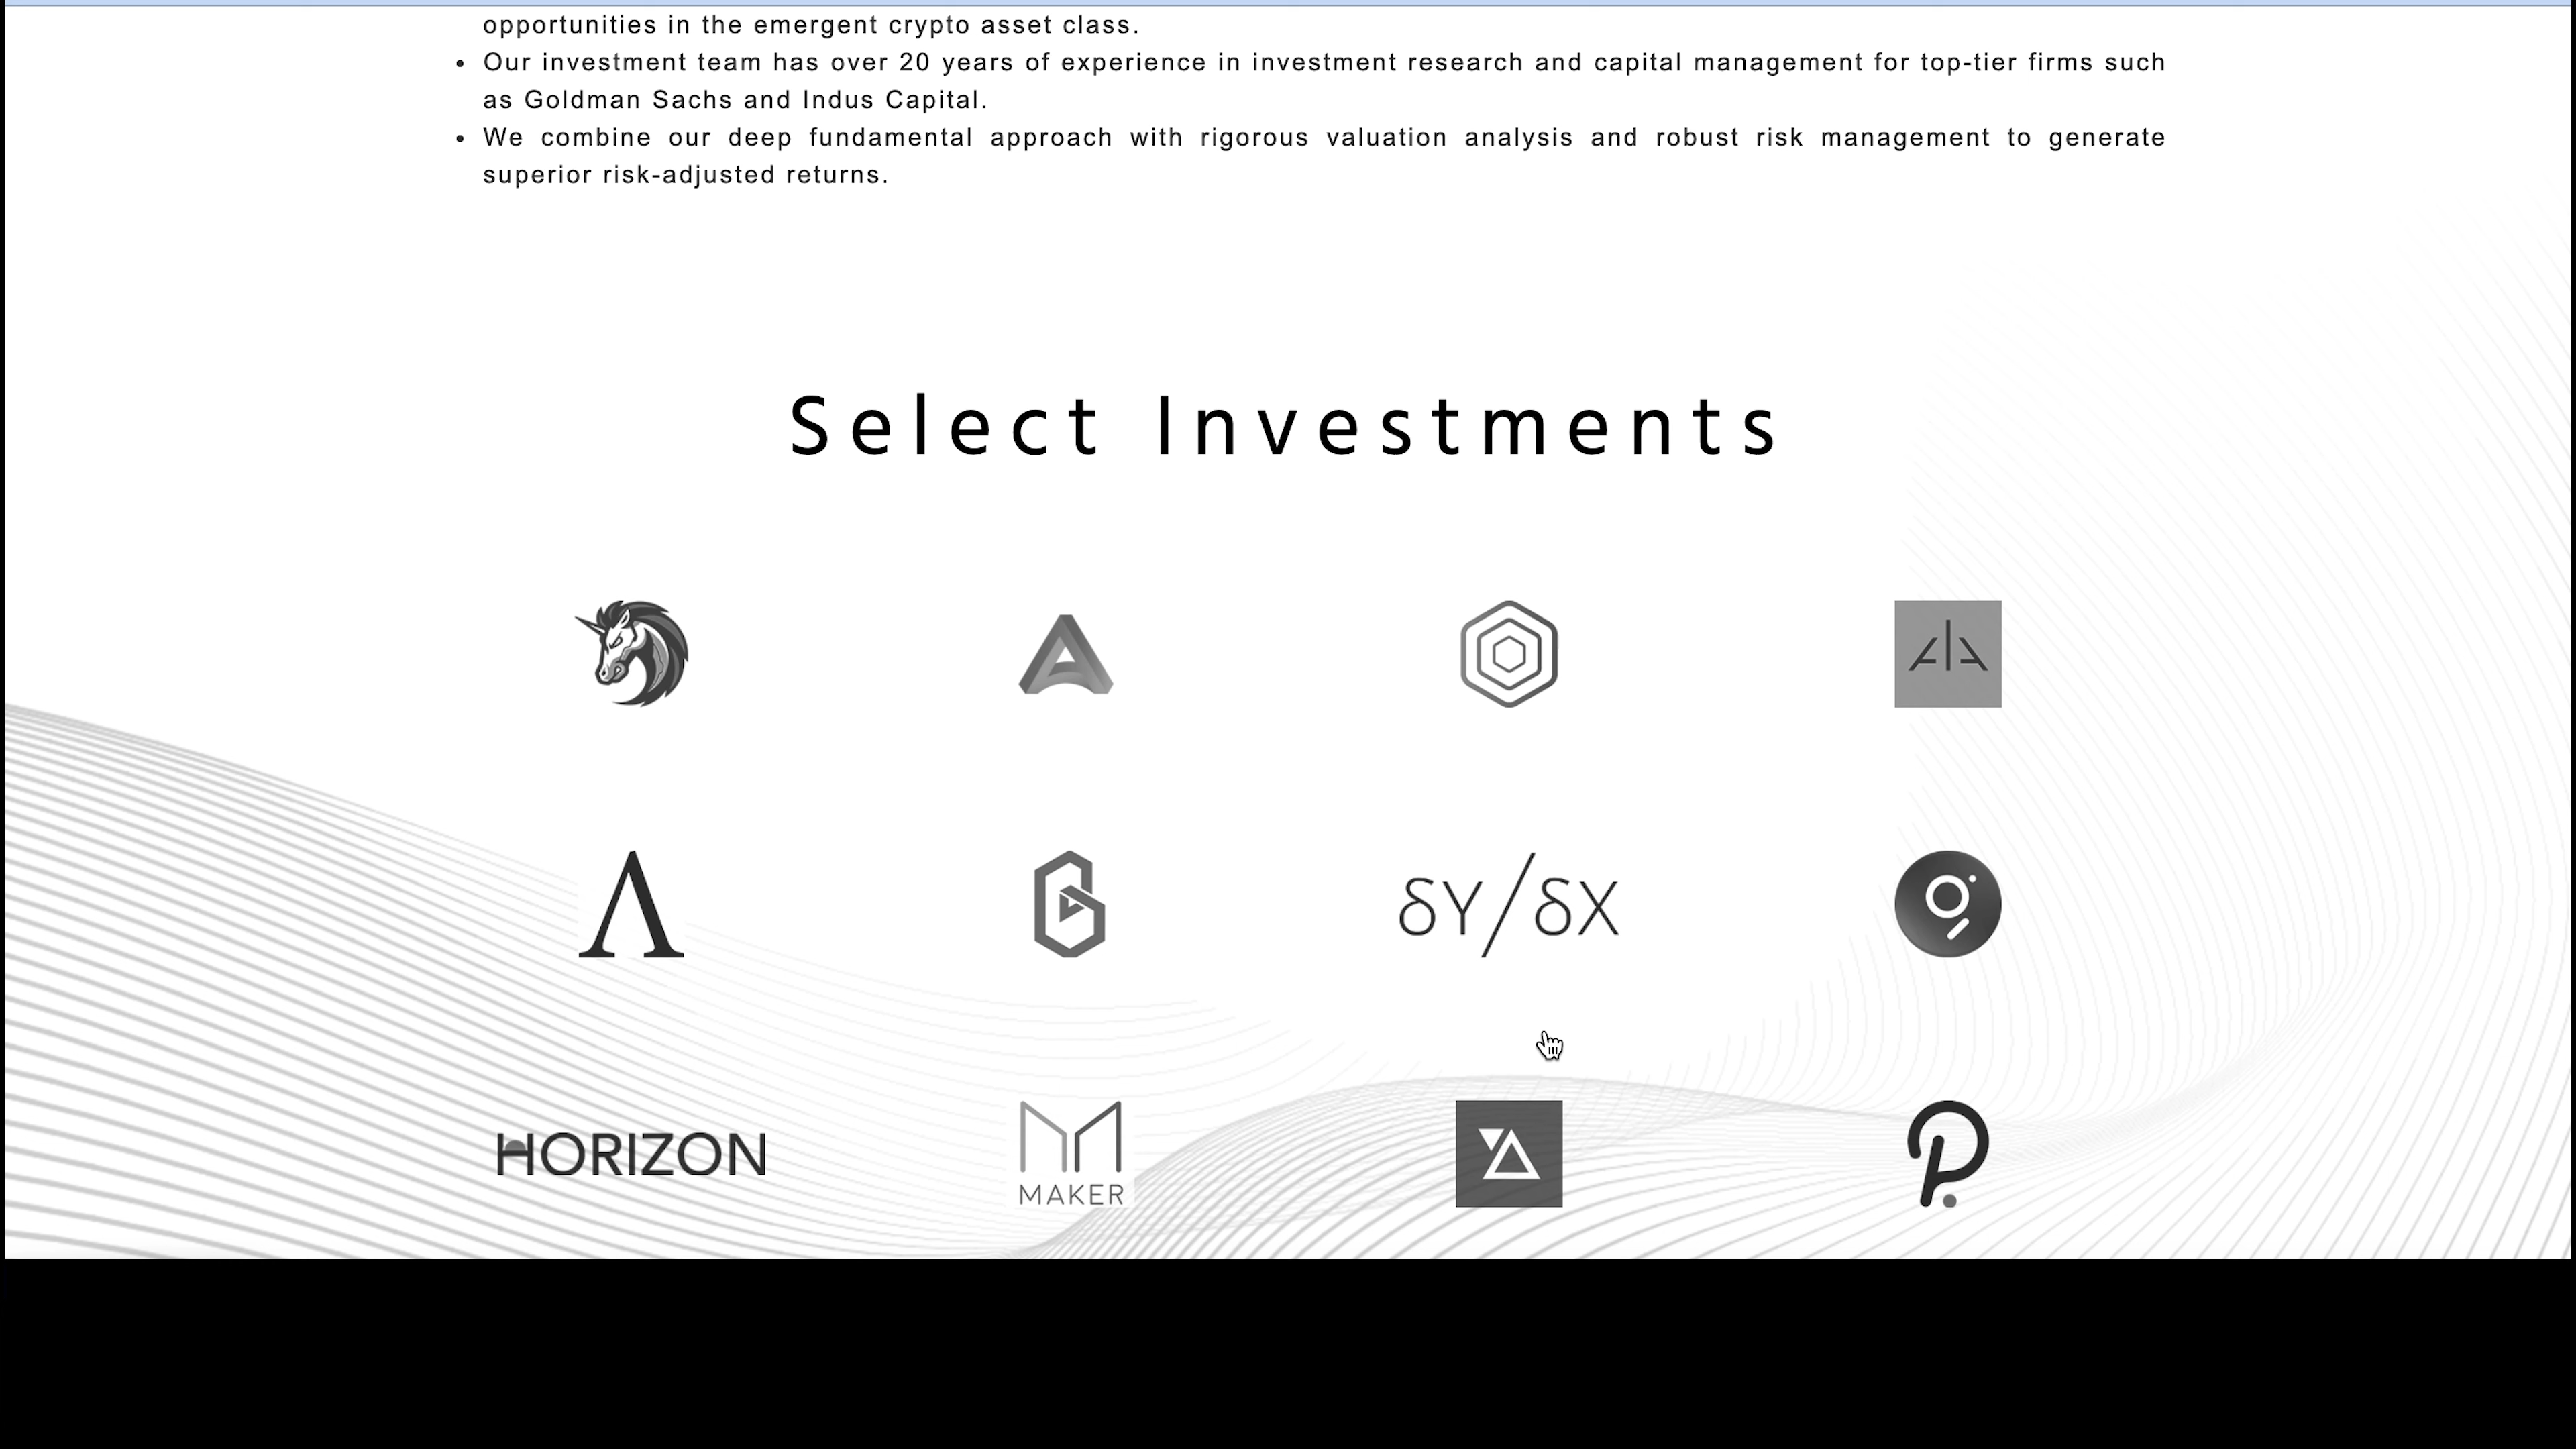 opportunities in the emergent crypto asset class.
• Our investment team has over 20 years of experience in investment research and capital management for top-tier firms such
as Goldman Sachs and Indus Capital.
• We combine our deep fundamental approach with rigorous valuation analysis and robust risk management to generate
superior risk-adjusted returns.
Select Investments
δY/δX
HORIZON
MAKER